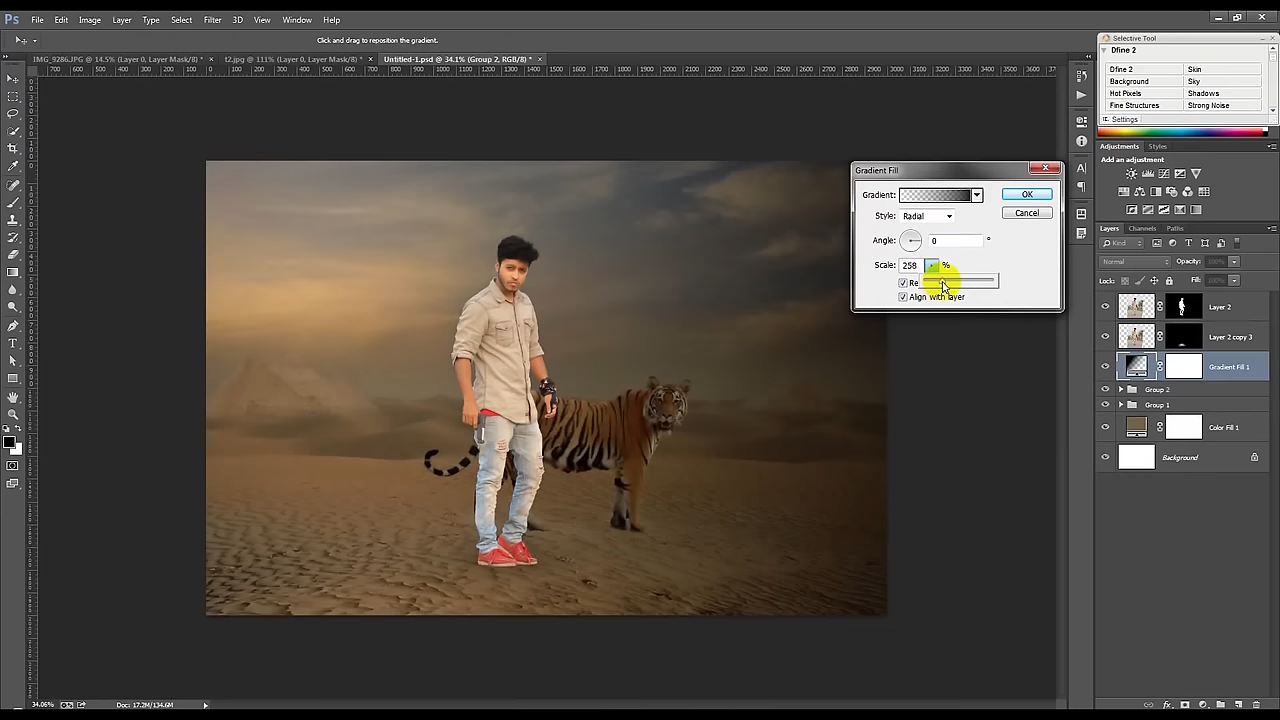 Ps File Edit Image Layer Type Select Filter 3D View Window Help
Click and drag to reposition the gradient.
IMG_9286.JPG @ 14.5% (Layer 0, Layer Mask/8) * × t2.jpg @ 111% (Layer 0, Layer Mask/8) * × Untitled-1.psd @ 34.1% (Group 2, RGB/8) * ×
Selective Tool
Dfine 2
Dfine 2 Skin
Background Sky
Hot Pixels Shadows
Fine Structures Strong Noise
Settings
Adjustments Styles
Add an adjustment
Gradient Fill
Gradient: OK
Style: Radial Cancel
Angle: 0 °
Scale: 258 %
Re
Align with layer
Layers Channels Paths
Kind
Normal Opacity: 100%
Lock: Fill: 100%
Layer 2
Layer 2 copy 3
Gradient Fill 1
Group 2
Group 1
Color Fill 1
Background
34.06% Doc: 17.2M/134.6M